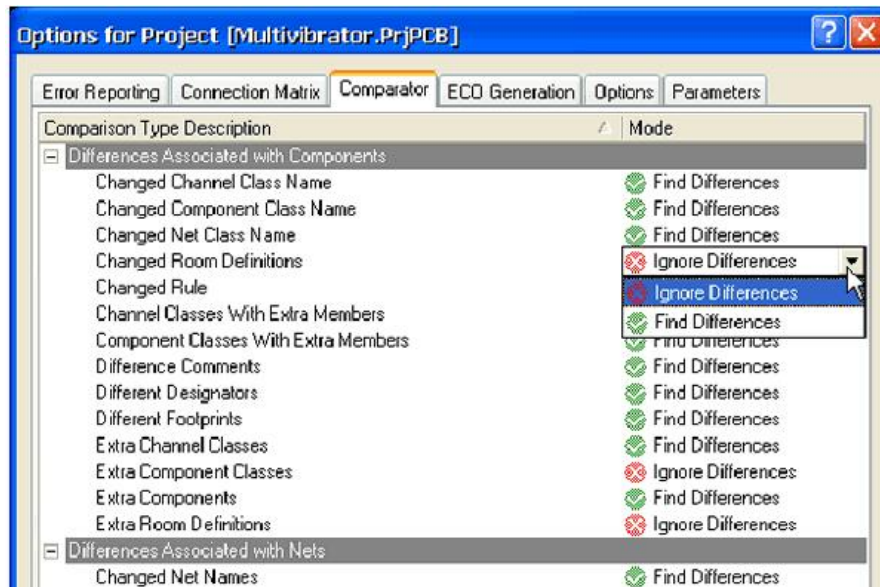 Options for Project [Multivibrator.PrjPCB]
Error Reporting Connection Matrix Comparator ECO Generation Options Parameters
Comparison Type Description Mode
Differences Associated with Components
Changed Channel Class Name Find Differences
Changed Component Class Name Find Differences
Changed Net Class Name Find Differences
Changed Room Definitions Ignore Differences
Changed Rule Ignore Differences
Channel Classes With Extra Members Find Differences
Component Classes With Extra Members Find Differences
Difference Comments Find Differences
Different Designators Find Differences
Different Footprints Find Differences
Extra Channel Classes Find Differences
Extra Component Classes Ignore Differences
Extra Components Find Differences
Extra Room Definitions Ignore Differences
Differences Associated with Nets
Changed Net Names Find Differences